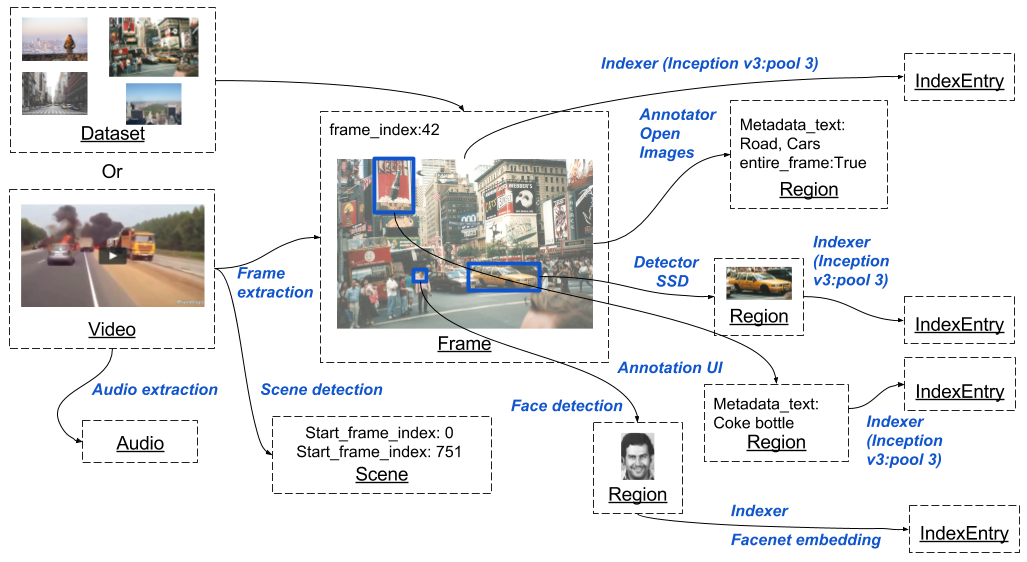 Dataset
Or
Video
Audio extraction
Audio
Frame
extraction
Scene detection
Start_frame_index: 0
Start_frame_index: 751
Scene
frame_index:42
WEBBER'S
Frame
Indexer (Inception v3:pool 3)
IndexEntry
Annotator
Open
Images
Metadata_text:
Road, Cars
entire_frame:True
Region
Detector
SSD
Region
Indexer
(Inception
v3:pool 3)
IndexEntry
Annotation UI
Metadata_text:
Coke bottle
Region
Indexer
(Inception
v3:pool 3)
IndexEntry
Face detection
Region
Indexer
Facenet embedding
IndexEntry